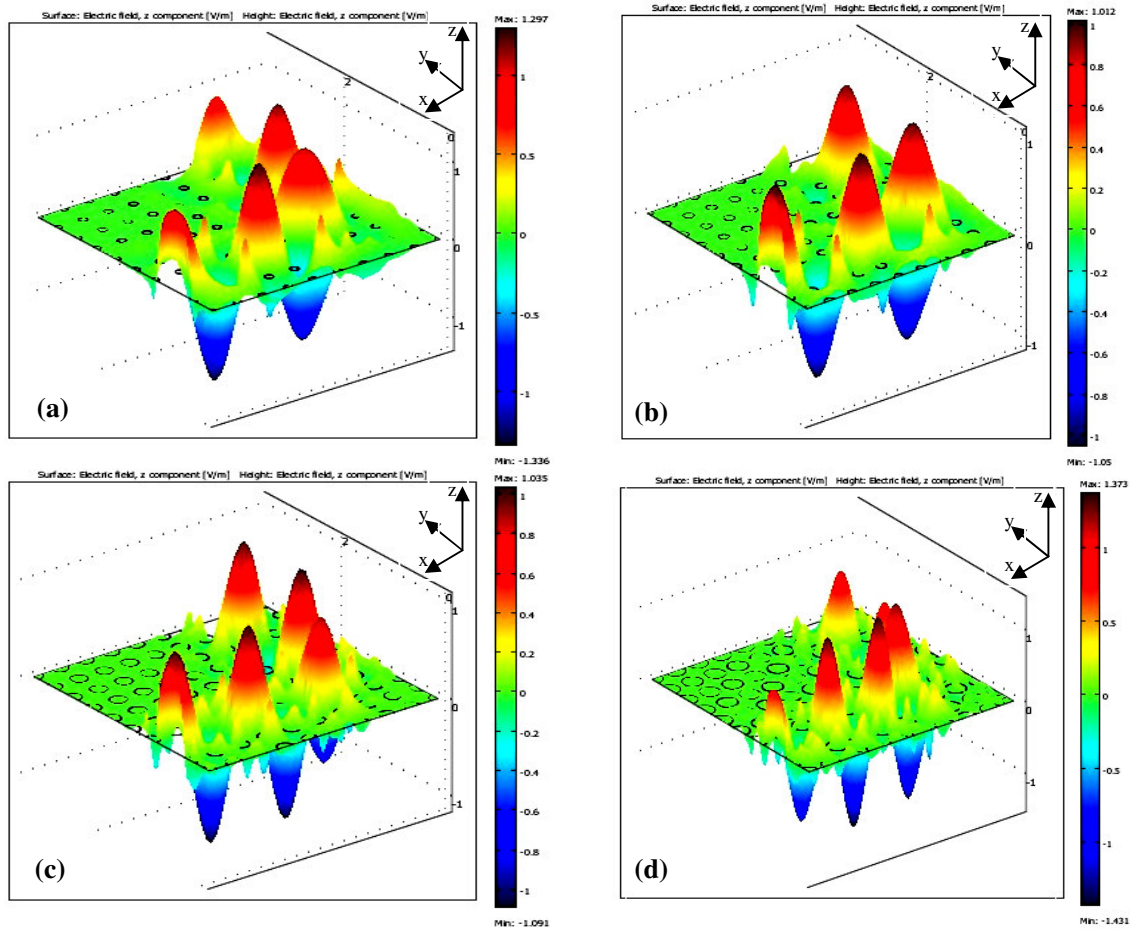 Surface: Electric field, z component [V/m] Height: Electric field, z component [V/m]
Max: 1.297
z
y
x
2
0
1
0
-1
1
0.5
0
-0.5
-1
Min: -1.336
(a)
Surface: Electric field, z component [V/m] Height: Electric field, z component [V/m]
Max: 1.012
z
y
x
2
0
1
0
-1
1
0.8
0.6
0.4
0.2
0
-0.2
-0.4
-0.6
-0.8
-1
Min: -1.05
(b)
Surface: Electric field, z component [V/m] Height: Electric field, z component [V/m]
Max: 1.035
z
y
x
2
0
1
0
-1
1
0.8
0.6
0.4
0.2
0
-0.2
-0.4
-0.6
-0.8
-1
Min: -1.091
(c)
Surface: Electric field, z component [V/m] Height: Electric field, z component [V/m]
Max: 1.373
z
y
x
2
0
1
0
-1
1
0.5
0
-0.5
-1
Min: -1.431
(d)